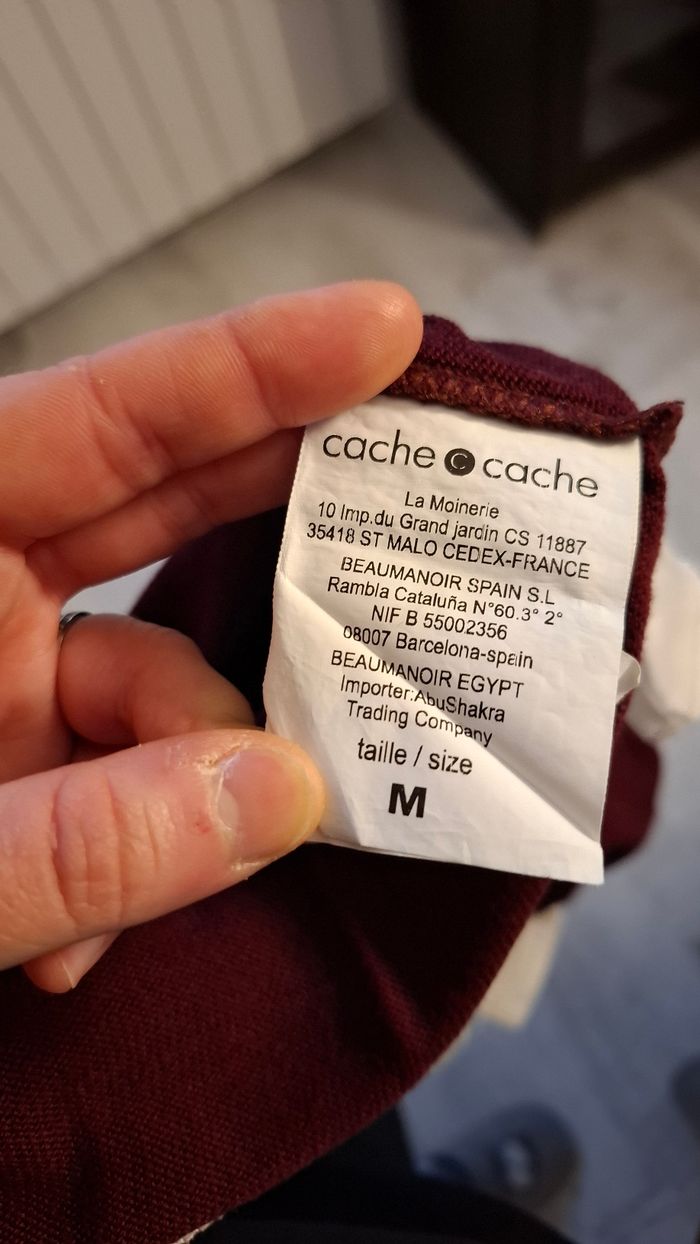 cache c cache
La Moinerie
10 Imp.du Grand jardin CS 11887
35418 ST MALO CEDEX-FRANCE
BEAUMANOIR SPAIN S.L
Rambla Cataluña N°60.3° 2°
NIF B 55002356
08007 Barcelona-spain
BEAUMANOIR EGYPT
Importer:AbuShakra
Trading Company
taille / size
M